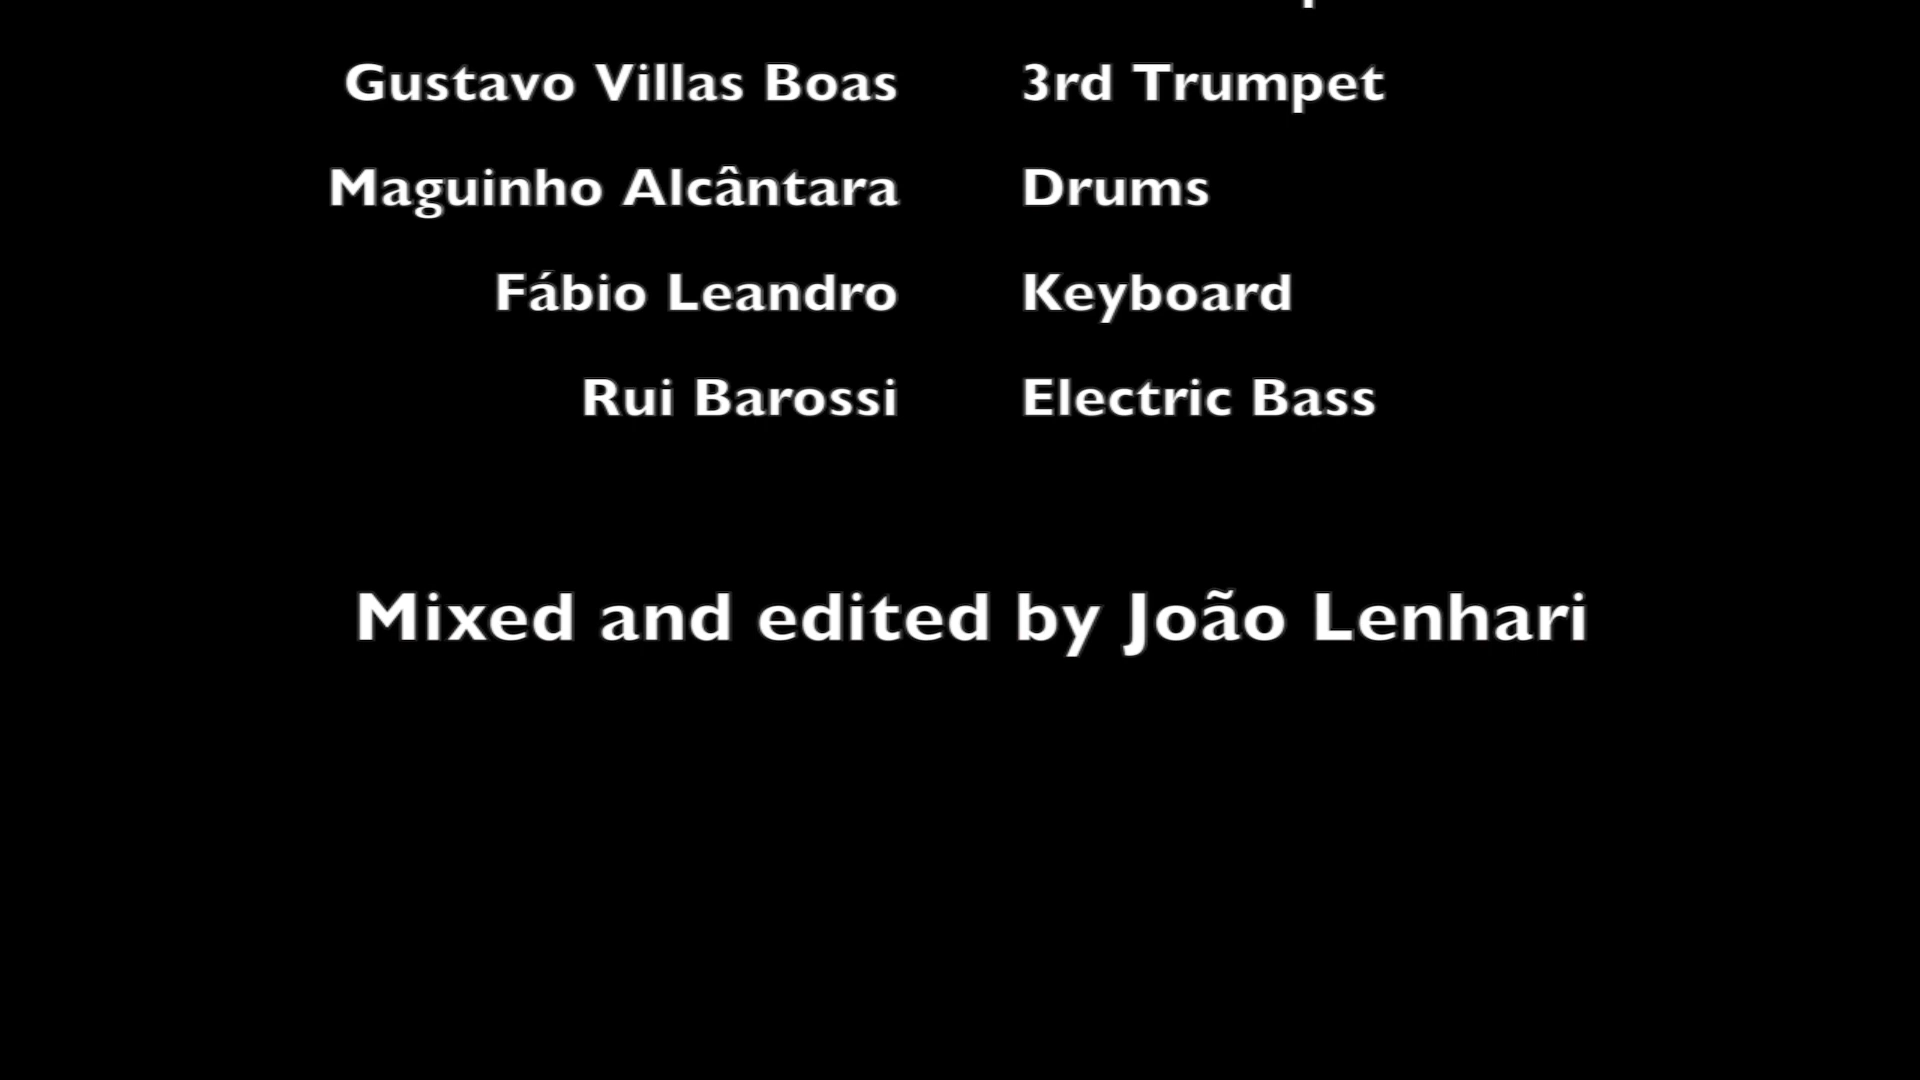 Gustavo Villas Boas 3rd Trumpet
Maguinho Alcântara Drums
Fábio Leandro Keyboard
Rui Barossi Electric Bass
Mixed and edited by João Lenhari